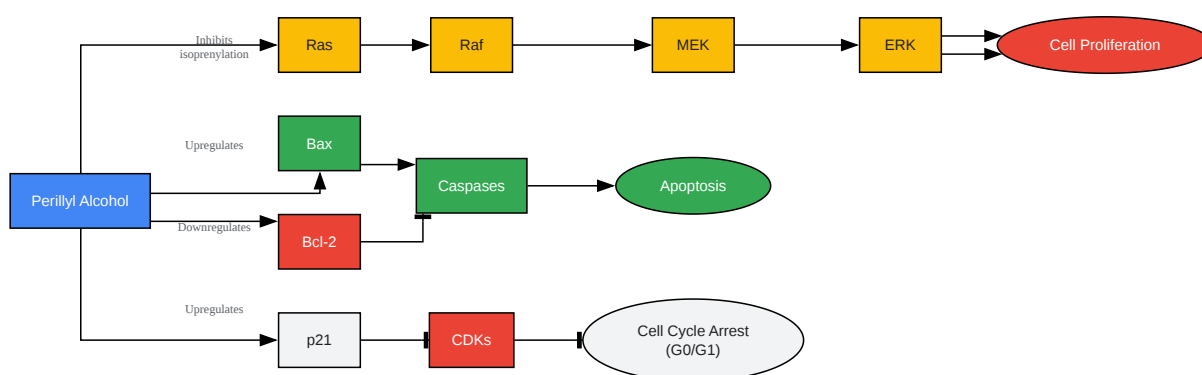 Inhibits
isoprenylation
Ras
Raf
MEK
ERK
Cell Proliferation
Upregulates
Bax
Perillyl Alcohol
Caspases
Apoptosis
Downregulates
Bcl-2
Upregulates
p21
CDKs
Cell Cycle Arrest
(G0/G1)